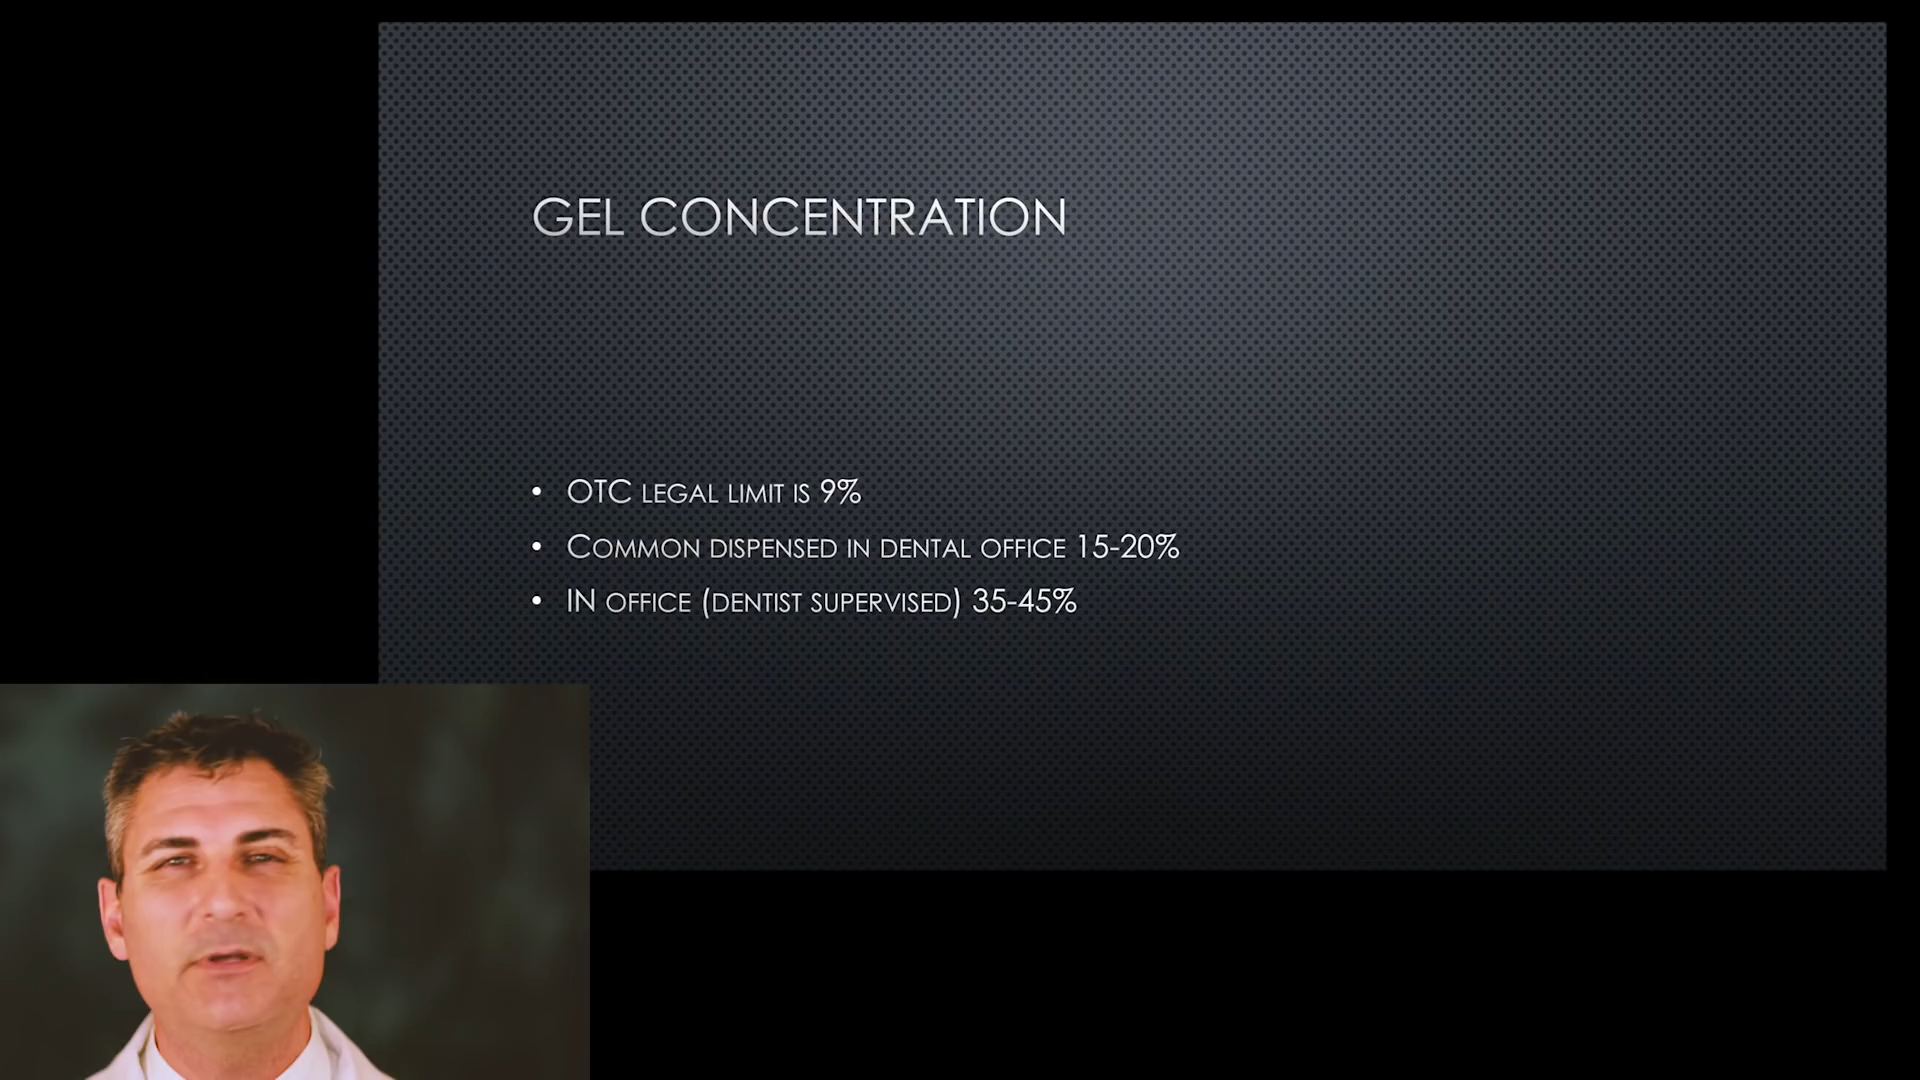 GEL CONCENTRATION
• OTC LEGAL LIMIT IS 9%
• COMMON DISPENSED IN DENTAL OFFICE 15-20%
• IN OFFICE (DENTIST SUPERVISED) 35-45%